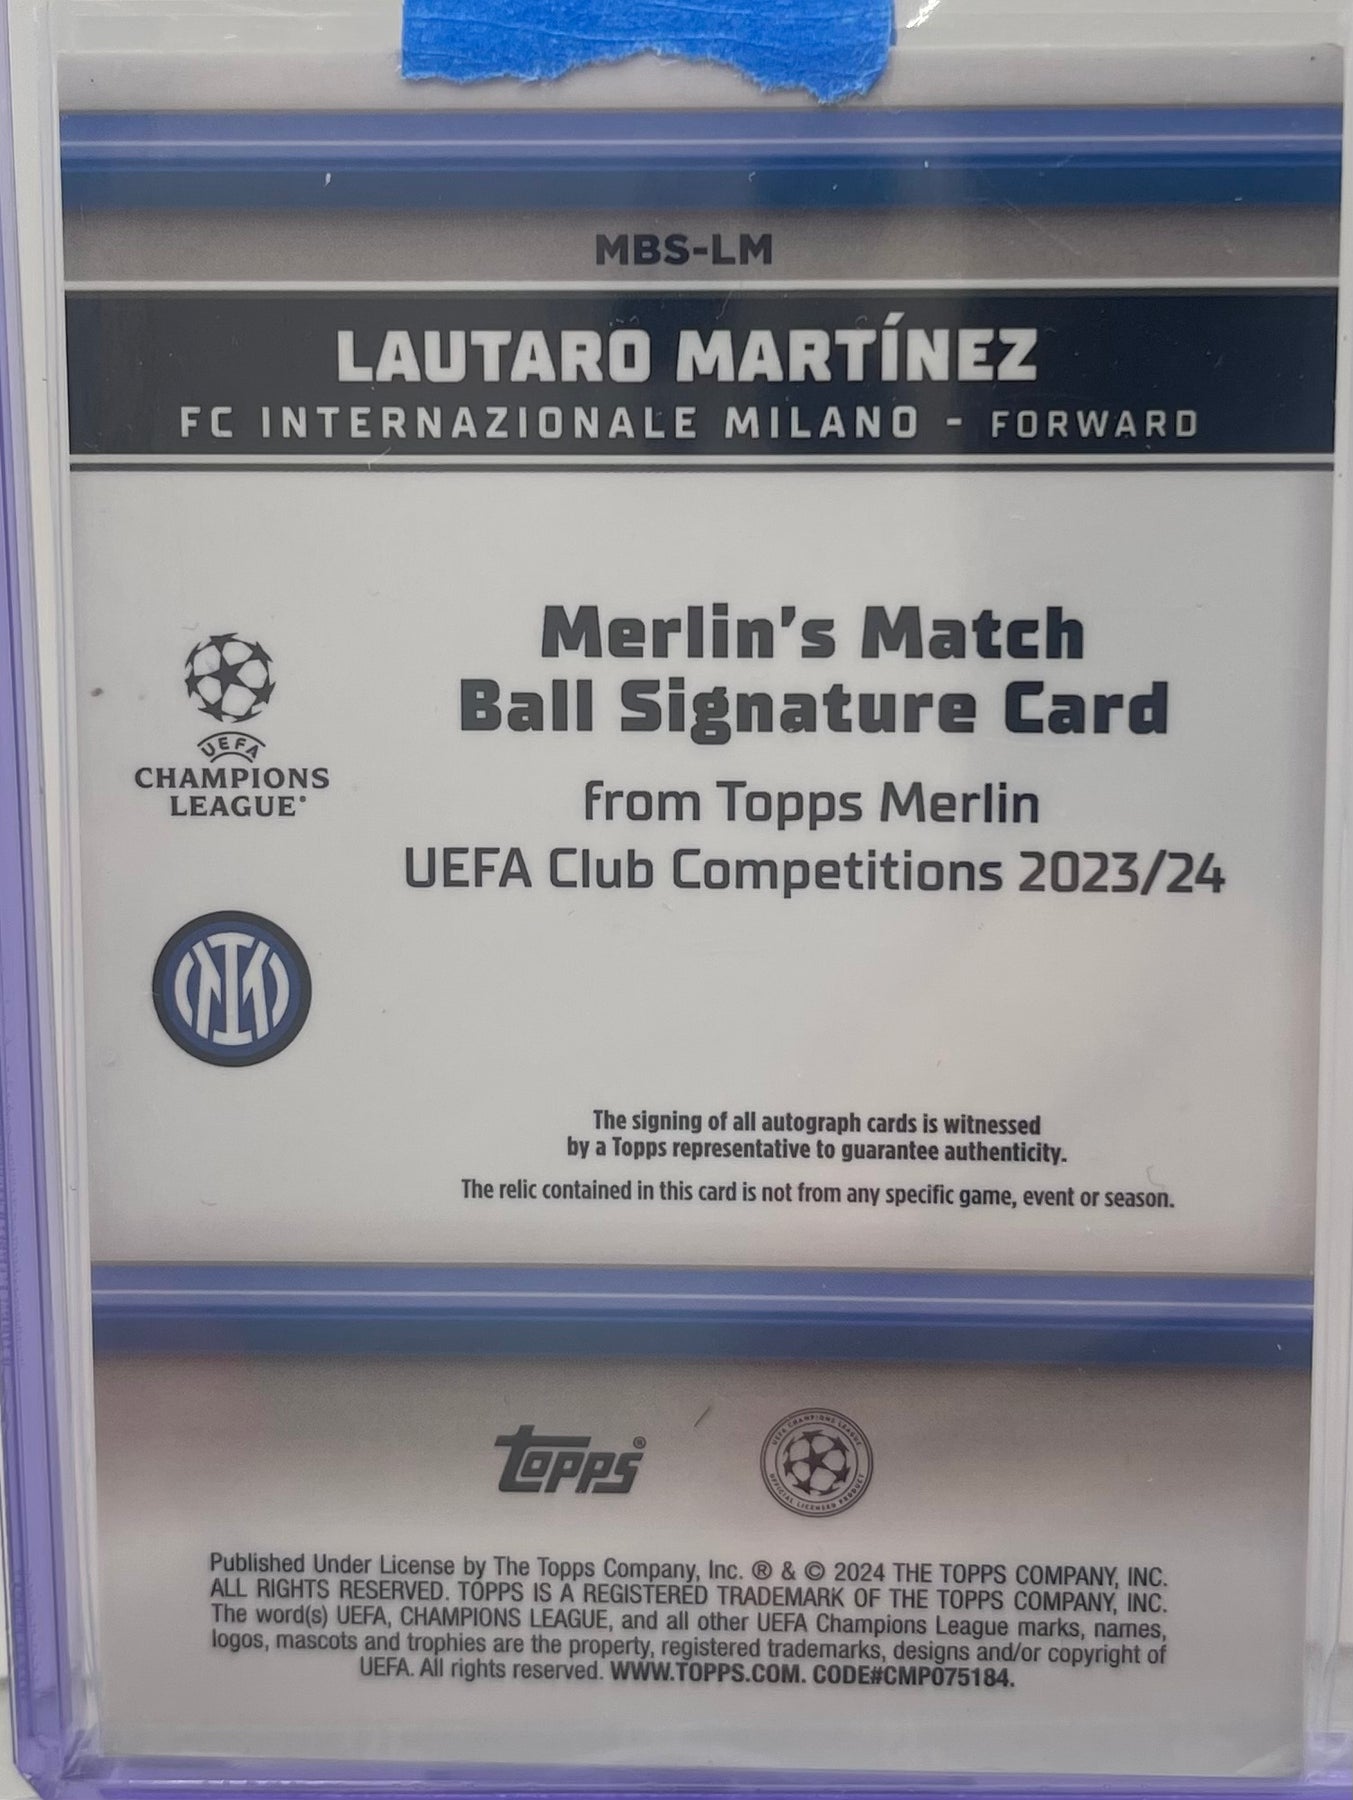 MBS-LM
LAUTARO MARTÍNEZ
FC INTERNAZIONALE MILANO - FORWARD
Merlin's Match
Ball Signature Card
from Topps Merlin
UEFA Club Competitions 2023/24
UEFA
CHAMPIONS
LEAGUE®
The signing of all autograph cards is witnessed
by a Topps representative to guarantee authenticity.
The relic contained in this card is not from any specific game, event or season.
topps®
UEFA CHAMPIONS LEAGUE
OFFICIAL LICENSED PRODUCT
Published Under License by The Topps Company, Inc. ® & © 2024 THE TOPPS COMPANY, INC.
ALL RIGHTS RESERVED. TOPPS IS A REGISTERED TRADEMARK OF THE TOPPS COMPANY, INC.
The word(s) UEFA, CHAMPIONS LEAGUE, and all other UEFA Champions League marks, names,
logos, mascots and trophies are the property, registered trademarks, designs and/or copyright of
UEFA. All rights reserved. WWW.TOPPS.COM. CODE#CMP075184.